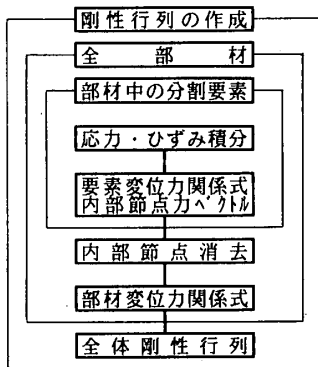 剛性行列の作成
全部材
部材中の分割要素
応力・ひずみ積分
要素変位力関係式
内部節点力ベクトル
内部節点消去
部材変位力関係式
全体剛性行列